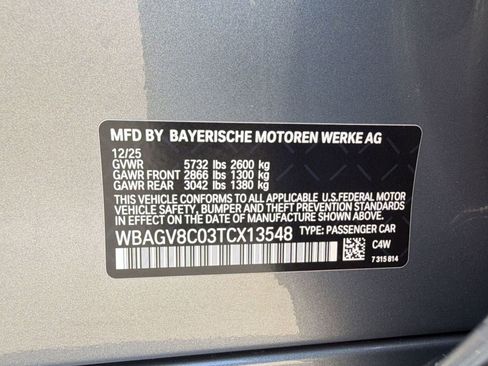 MFD BY BAYERISCHE MOTOREN WERKE AG
12/25
GVWR 5732 lbs 2600 kg
GAWR FRONT 2866 lbs 1300 kg
GAWR REAR 3042 lbs 1380 kg
THIS VEHICLE CONFORMS TO ALL APPLICABLE U.S.FEDERAL MOTOR
VEHICLE SAFETY, BUMPER, AND THEFT PREVENTION STANDARDS IN
EFFECT ON THE DATE OF MANUFACTURE SHOWN ABOVE.
WBAGV8C03TCX13548 TYPE: PASSENGER CAR
C4W
7 315 814